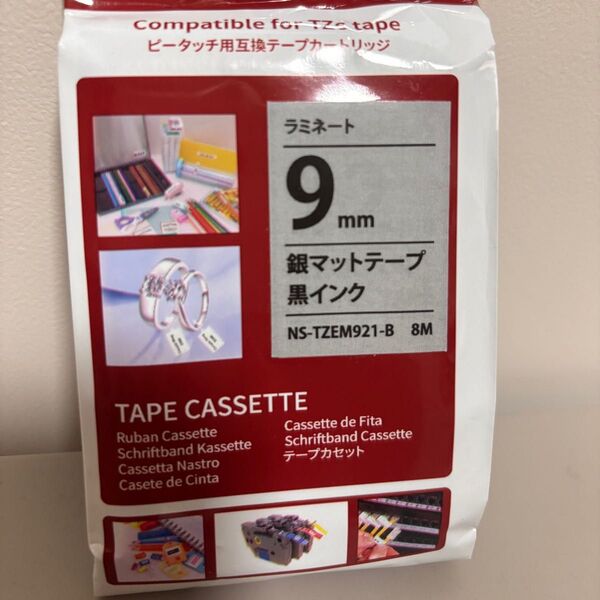 Compatible for TZe tape
ピータッチ用互換テープカートリッジ
ラミネート
9 mm
銀マットテープ
黒インク
NS-TZEM921-B 8M
TAPE CASSETTE
Ruban Cassette
Schriftband Kassette
Cassetta Nastro
Casete de Cinta
Cassette de Fita
Schriftband Cassette
テープカセット